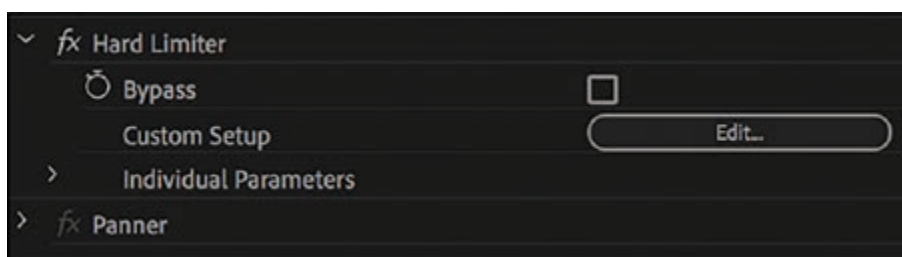 fx Hard Limiter
Bypass
Custom Setup Edit...
Individual Parameters
fx Panner